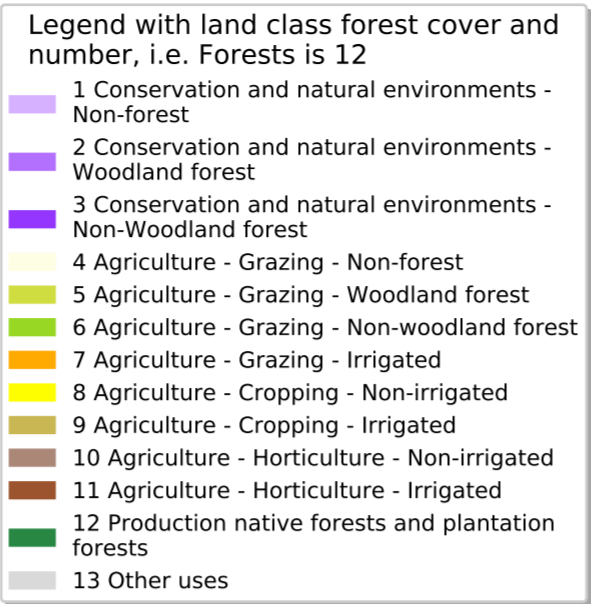 Legend with land class forest cover and
number, i.e. Forests is 12
1 Conservation and natural environments -
Non-forest
2 Conservation and natural environments -
Woodland forest
3 Conservation and natural environments -
Non-Woodland forest
4 Agriculture - Grazing - Non-forest
5 Agriculture - Grazing - Woodland forest
6 Agriculture - Grazing - Non-woodland forest
7 Agriculture - Grazing - Irrigated
8 Agriculture - Cropping - Non-irrigated
9 Agriculture - Cropping - Irrigated
10 Agriculture - Horticulture - Non-irrigated
11 Agriculture - Horticulture - Irrigated
12 Production native forests and plantation
forests
13 Other uses